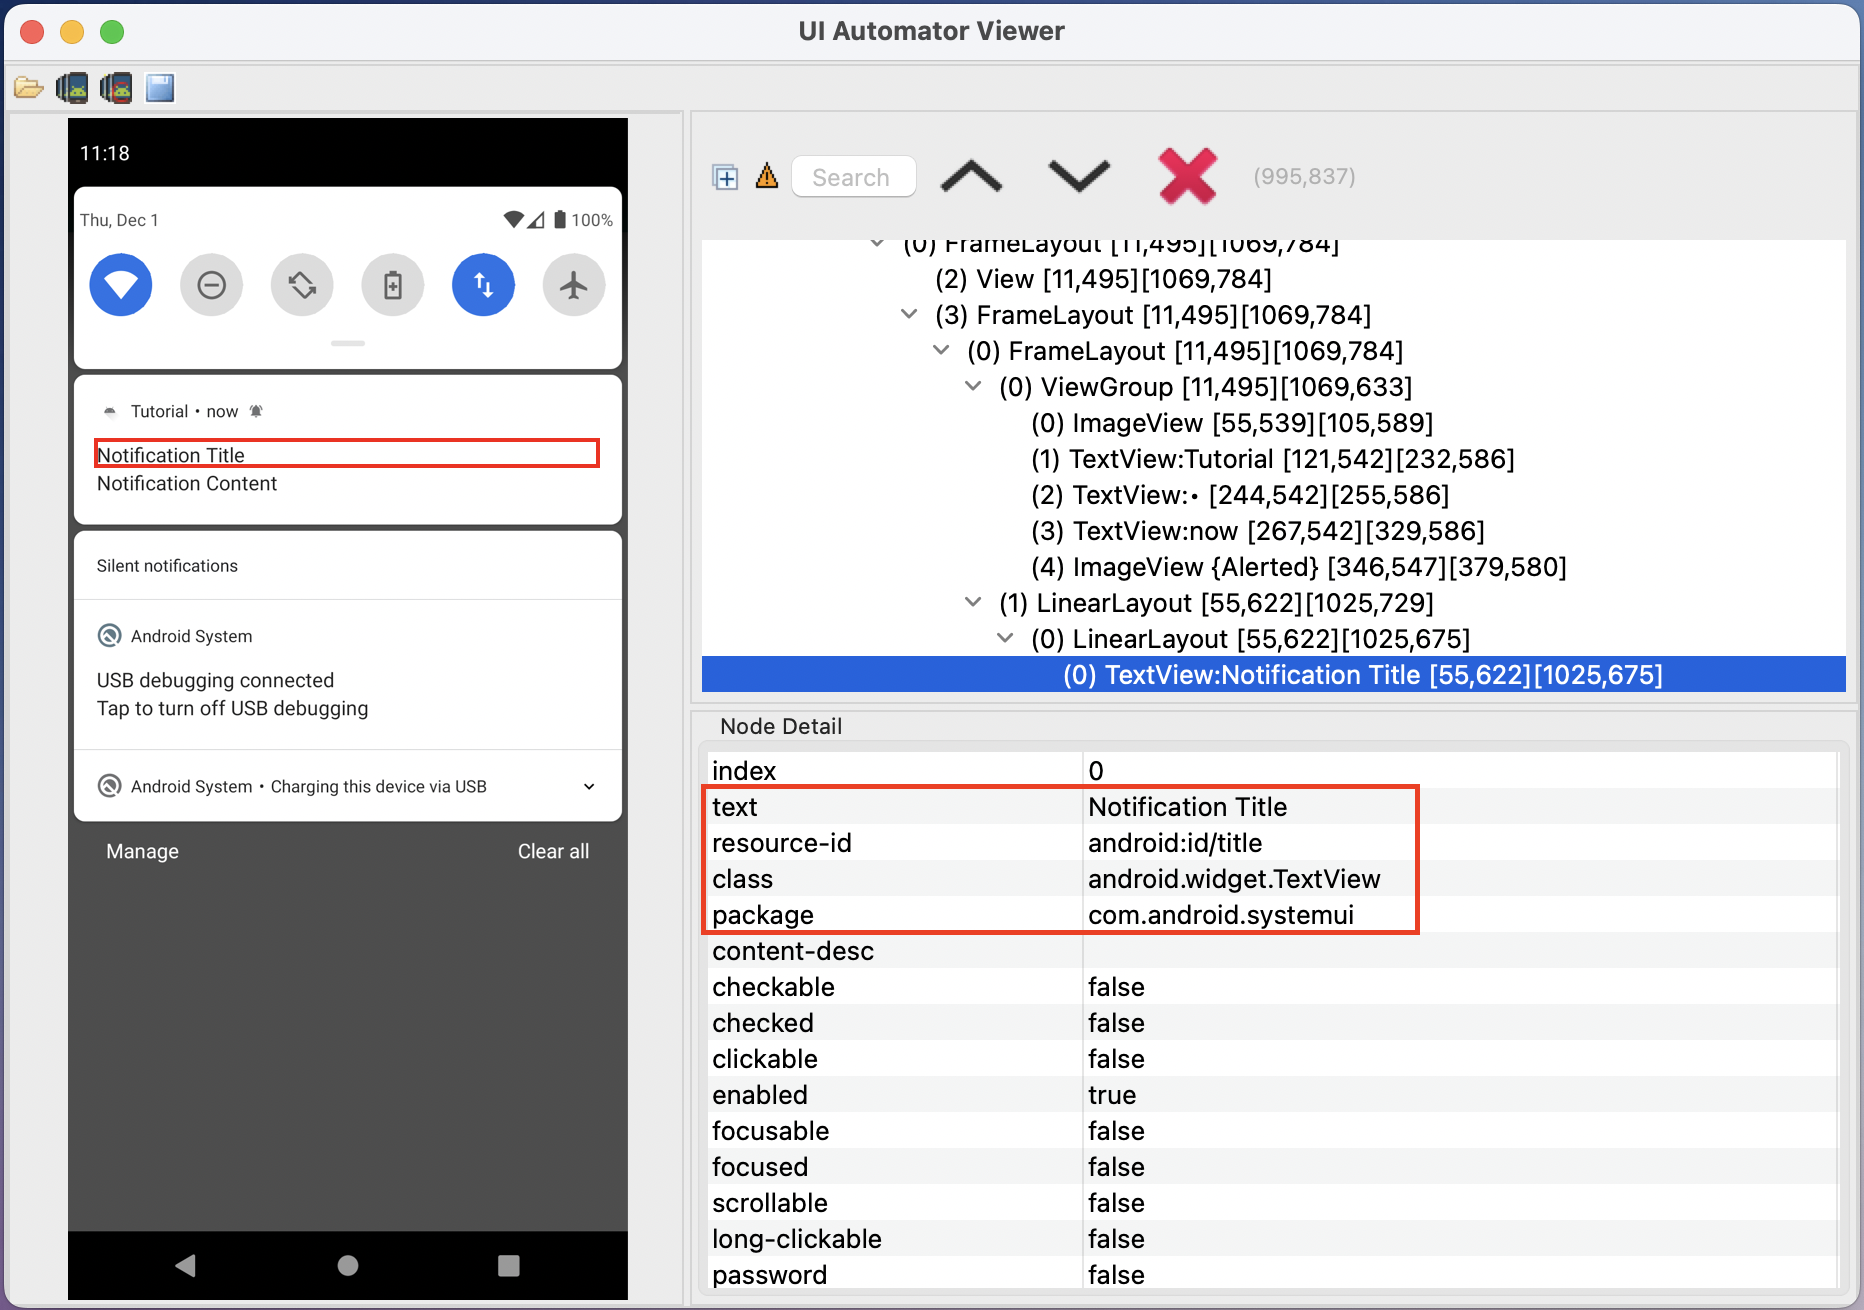 UI Automator Viewer
11:18
Thu, Dec 1
100%
Tutorial • now
Notification Title
Notification Content
Silent notifications
Android System
USB debugging connected
Tap to turn off USB debugging
Android System • Charging this device via USB
Manage
Clear all
Search
(995,837)
(0) FrameLayout [11,495][1069,784]
(2) View [11,495][1069,784]
(3) FrameLayout [11,495][1069,784]
(0) FrameLayout [11,495][1069,784]
(0) ViewGroup [11,495][1069,633]
(0) ImageView [55,539][105,589]
(1) TextView:Tutorial [121,542][232,586]
(2) TextView:• [244,542][255,586]
(3) TextView:now [267,542][329,586]
(4) ImageView {Alerted} [346,547][379,580]
(1) LinearLayout [55,622][1025,729]
(0) LinearLayout [55,622][1025,675]
(0) TextView:Notification Title [55,622][1025,675]
Node Detail
index 0
text Notification Title
resource-id android:id/title
class android.widget.TextView
package com.android.systemui
content-desc
checkable false
checked false
clickable false
enabled true
focusable false
focused false
scrollable false
long-clickable false
password false